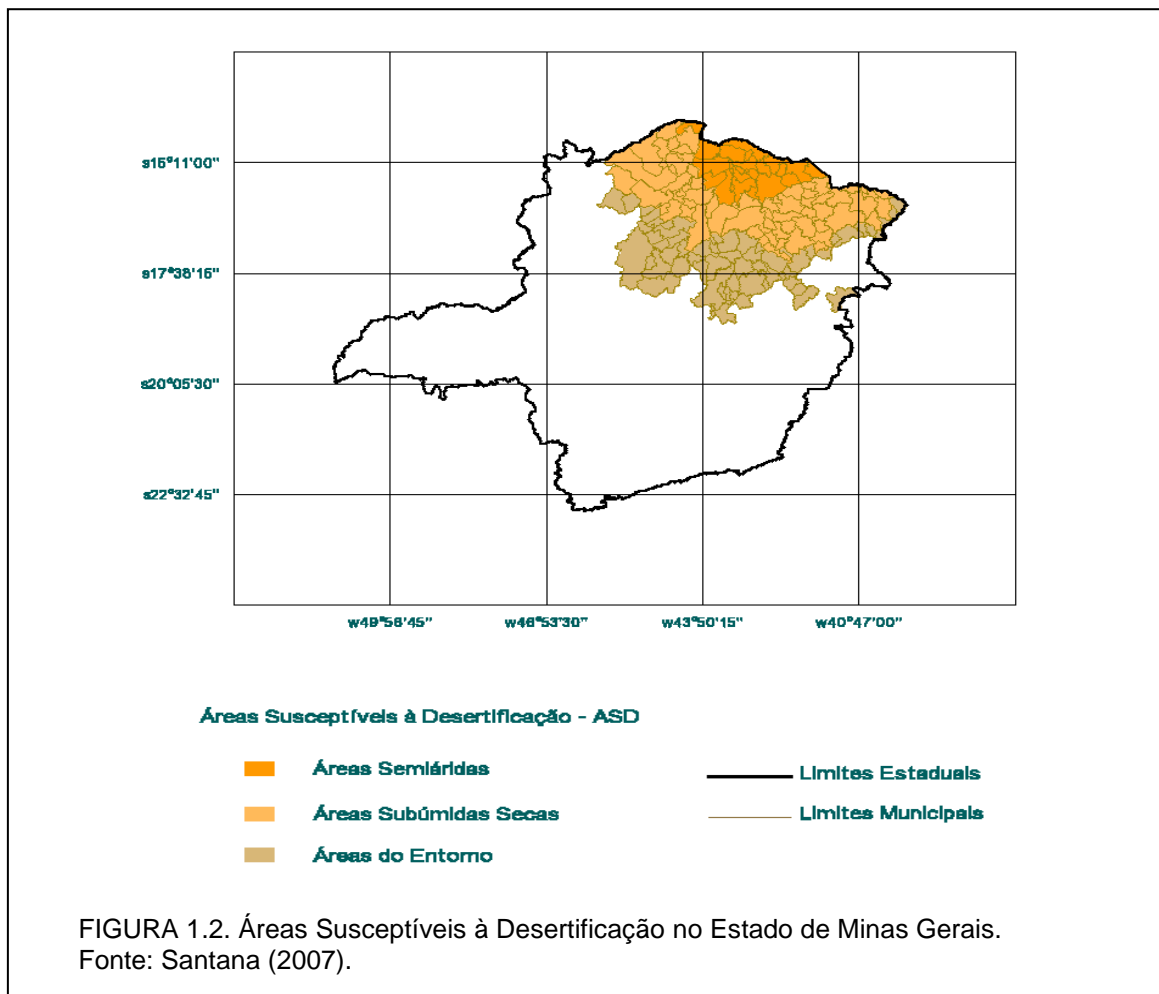 s15°11'00"
s17°38'15"
s20°05'30"
s22°32'45"
w49°56'45" w46°53'30" w43°50'15" w40°47'00"
Áreas Susceptíveis à Desertificação - ASD
Áreas Semiáridas
Áreas Subúmidas Secas
Áreas do Entorno
Limites Estaduais
Limites Municipais
FIGURA 1.2. Áreas Susceptíveis à Desertificação no Estado de Minas Gerais.
Fonte: Santana (2007).